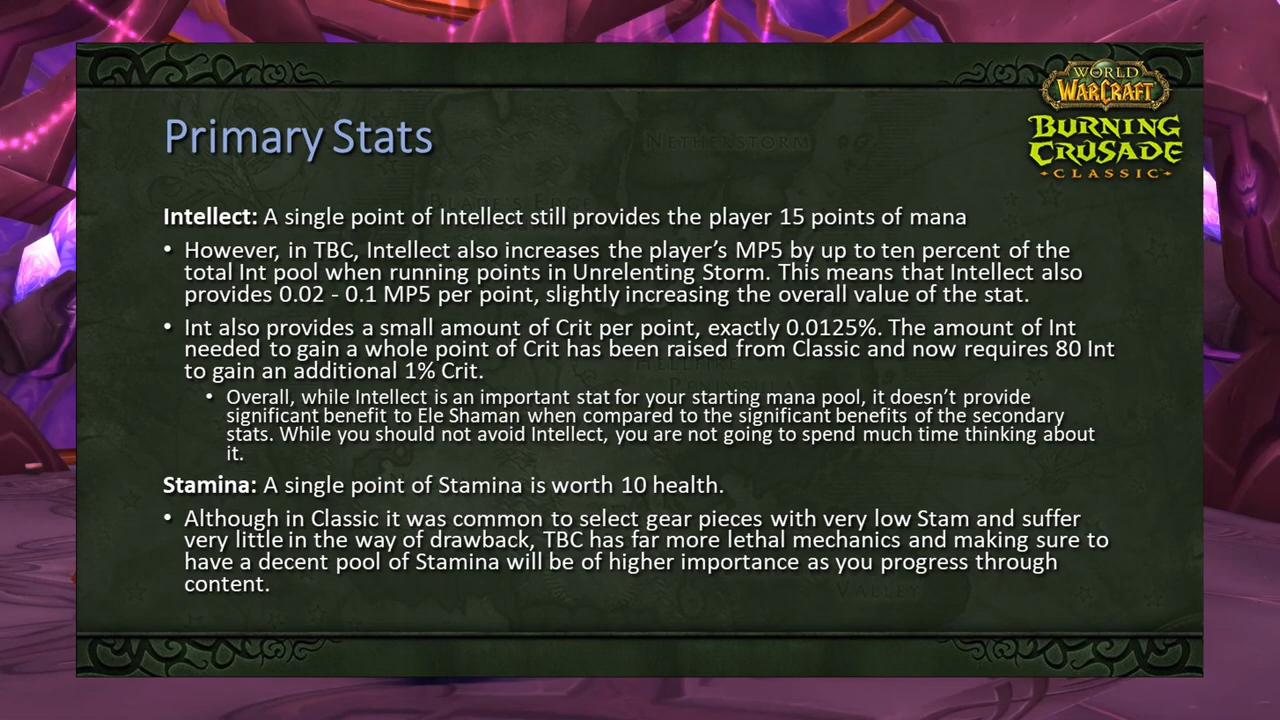 WORLD
WARCRAFT
BURNING
CRUSADE
CLASSIC
Primary Stats
NETHERSTORM
Intellect: A single point of Intellect still provides the player 15 points of mana
• However, in TBC, Intellect also increases the player's MP5 by up to ten percent of the
total Int pool when running points in Unrelenting Storm. This means that Intellect also
provides 0.02 - 0.1 MP5 per point, slightly increasing the overall value of the stat.
• Int also provides a small amount of Crit per point, exactly 0.0125%. The amount of Int
needed to gain a whole point of Crit has been raised from Classic and now requires 80 Int
to gain an additional 1% Crit.
• Overall, while Intellect is an important stat for your starting mana pool, it doesn't provide
significant benefit to Ele Shaman when compared to the significant benefits of the secondary
stats. While you should not avoid Intellect, you are not going to spend much time thinking about
it.
Stamina: A single point of Stamina is worth 10 health.
• Although in Classic it was common to select gear pieces with very low Stam and suffer
very little in the way of drawback, TBC has far more lethal mechanics and making sure to
have a decent pool of Stamina will be of higher importance as you progress through
content.
VALLEY